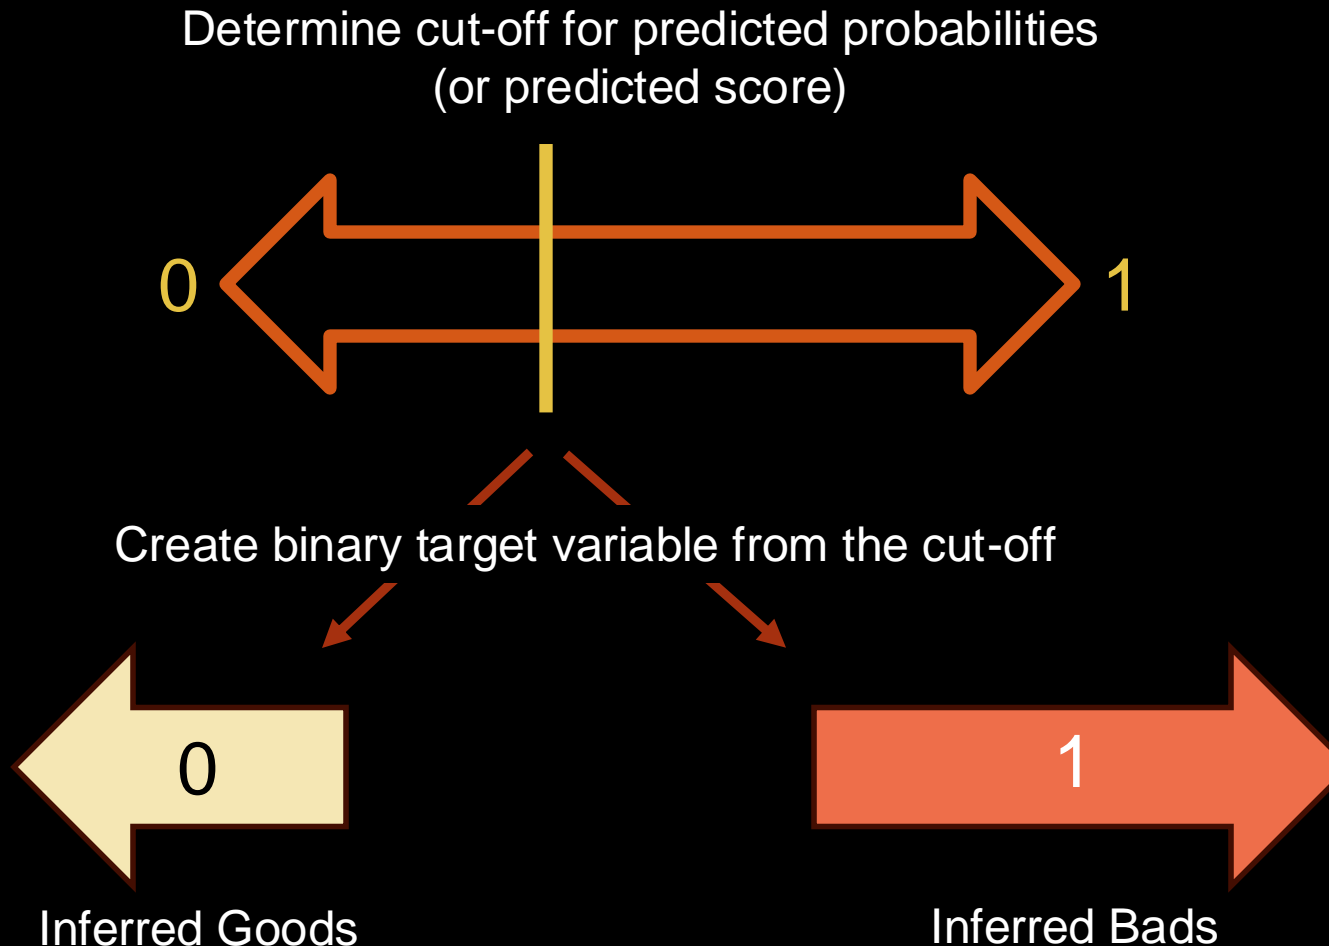 Determine cut-off for predicted probabilities
(or predicted score)
0
1
Create binary target variable from the cut-off
0
1
Inferred Goods
Inferred Bads